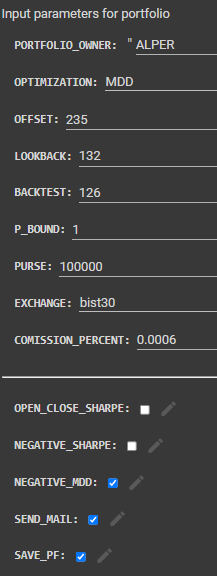 Input parameters for portfolio
PORTFOLIO_OWNER: " ALPER
OPTIMIZATION: MDD
OFFSET: 235
LOOKBACK: 132
BACKTEST: 126
P_BOUND: 1
PURSE: 100000
EXCHANGE: bist30
COMISSION_PERCENT: 0.0006
OPEN_CLOSE_SHARPE:
NEGATIVE_SHARPE:
NEGATIVE_MDD:
SEND_MAIL:
SAVE_PF: